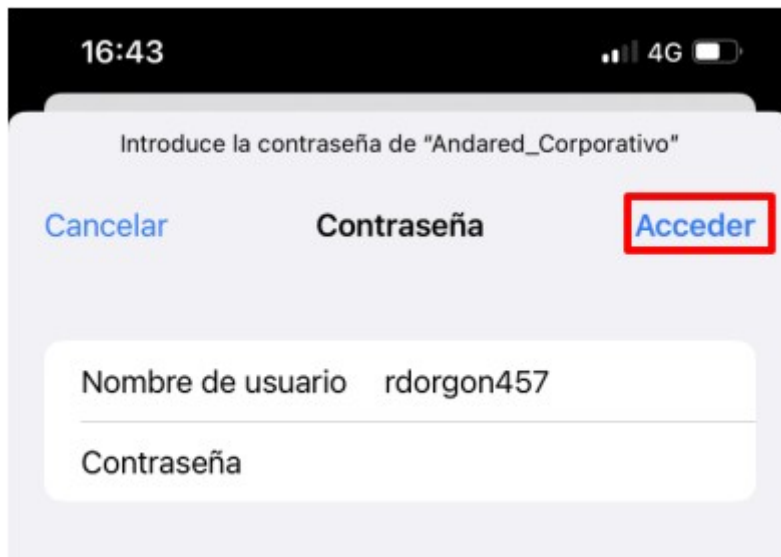 16:43 4G
Introduce la contraseña de “Andared_Corporativo”
Cancelar Contraseña Acceder
Nombre de usuario rdorgon457
Contraseña